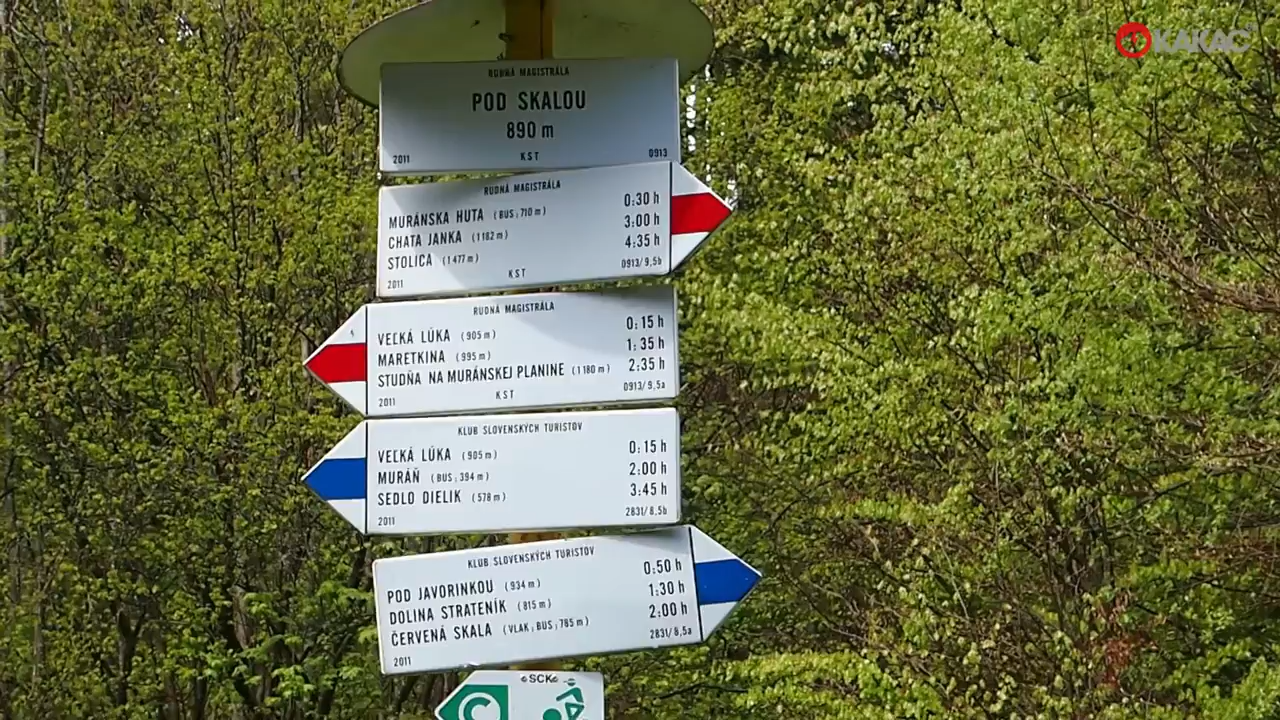 KAKAC
RUDNÁ MAGISTRÁLA
POD SKALOU
890 m
2011 KST 0913
RUDNÁ MAGISTRÁLA
MURÁNSKA HUTA (BUS; 710 m) 0:30 h
CHATA JANKA (1182 m) 3:00 h
STOLICA (1477 m) 4:35 h
2011 KST 0913/9,5b
RUDNÁ MAGISTRÁLA
VEĽKÁ LÚKA (905 m) 0:15 h
MARETKINA (995 m) 1:35 h
STUDŇA NA MURÁNSKEJ PLANINE (1180 m) 2:35 h
2011 KST 0913/9,5a
KLUB SLOVENSKÝCH TURISTOV
VEĽKÁ LÚKA (905 m) 0:15 h
MURÁŇ (BUS; 394 m) 2:00 h
SEDLO DIELIK (578 m) 3:45 h
2011 2831/8,5b
KLUB SLOVENSKÝCH TURISTOV
POD JAVORINKOU (934 m) 0:50 h
DOLINA STRATENÍK (815 m) 1:30 h
ČERVENÁ SKALA (VLAK; BUS; 785 m) 2:00 h
2011 2831/8,5a
SCK
C